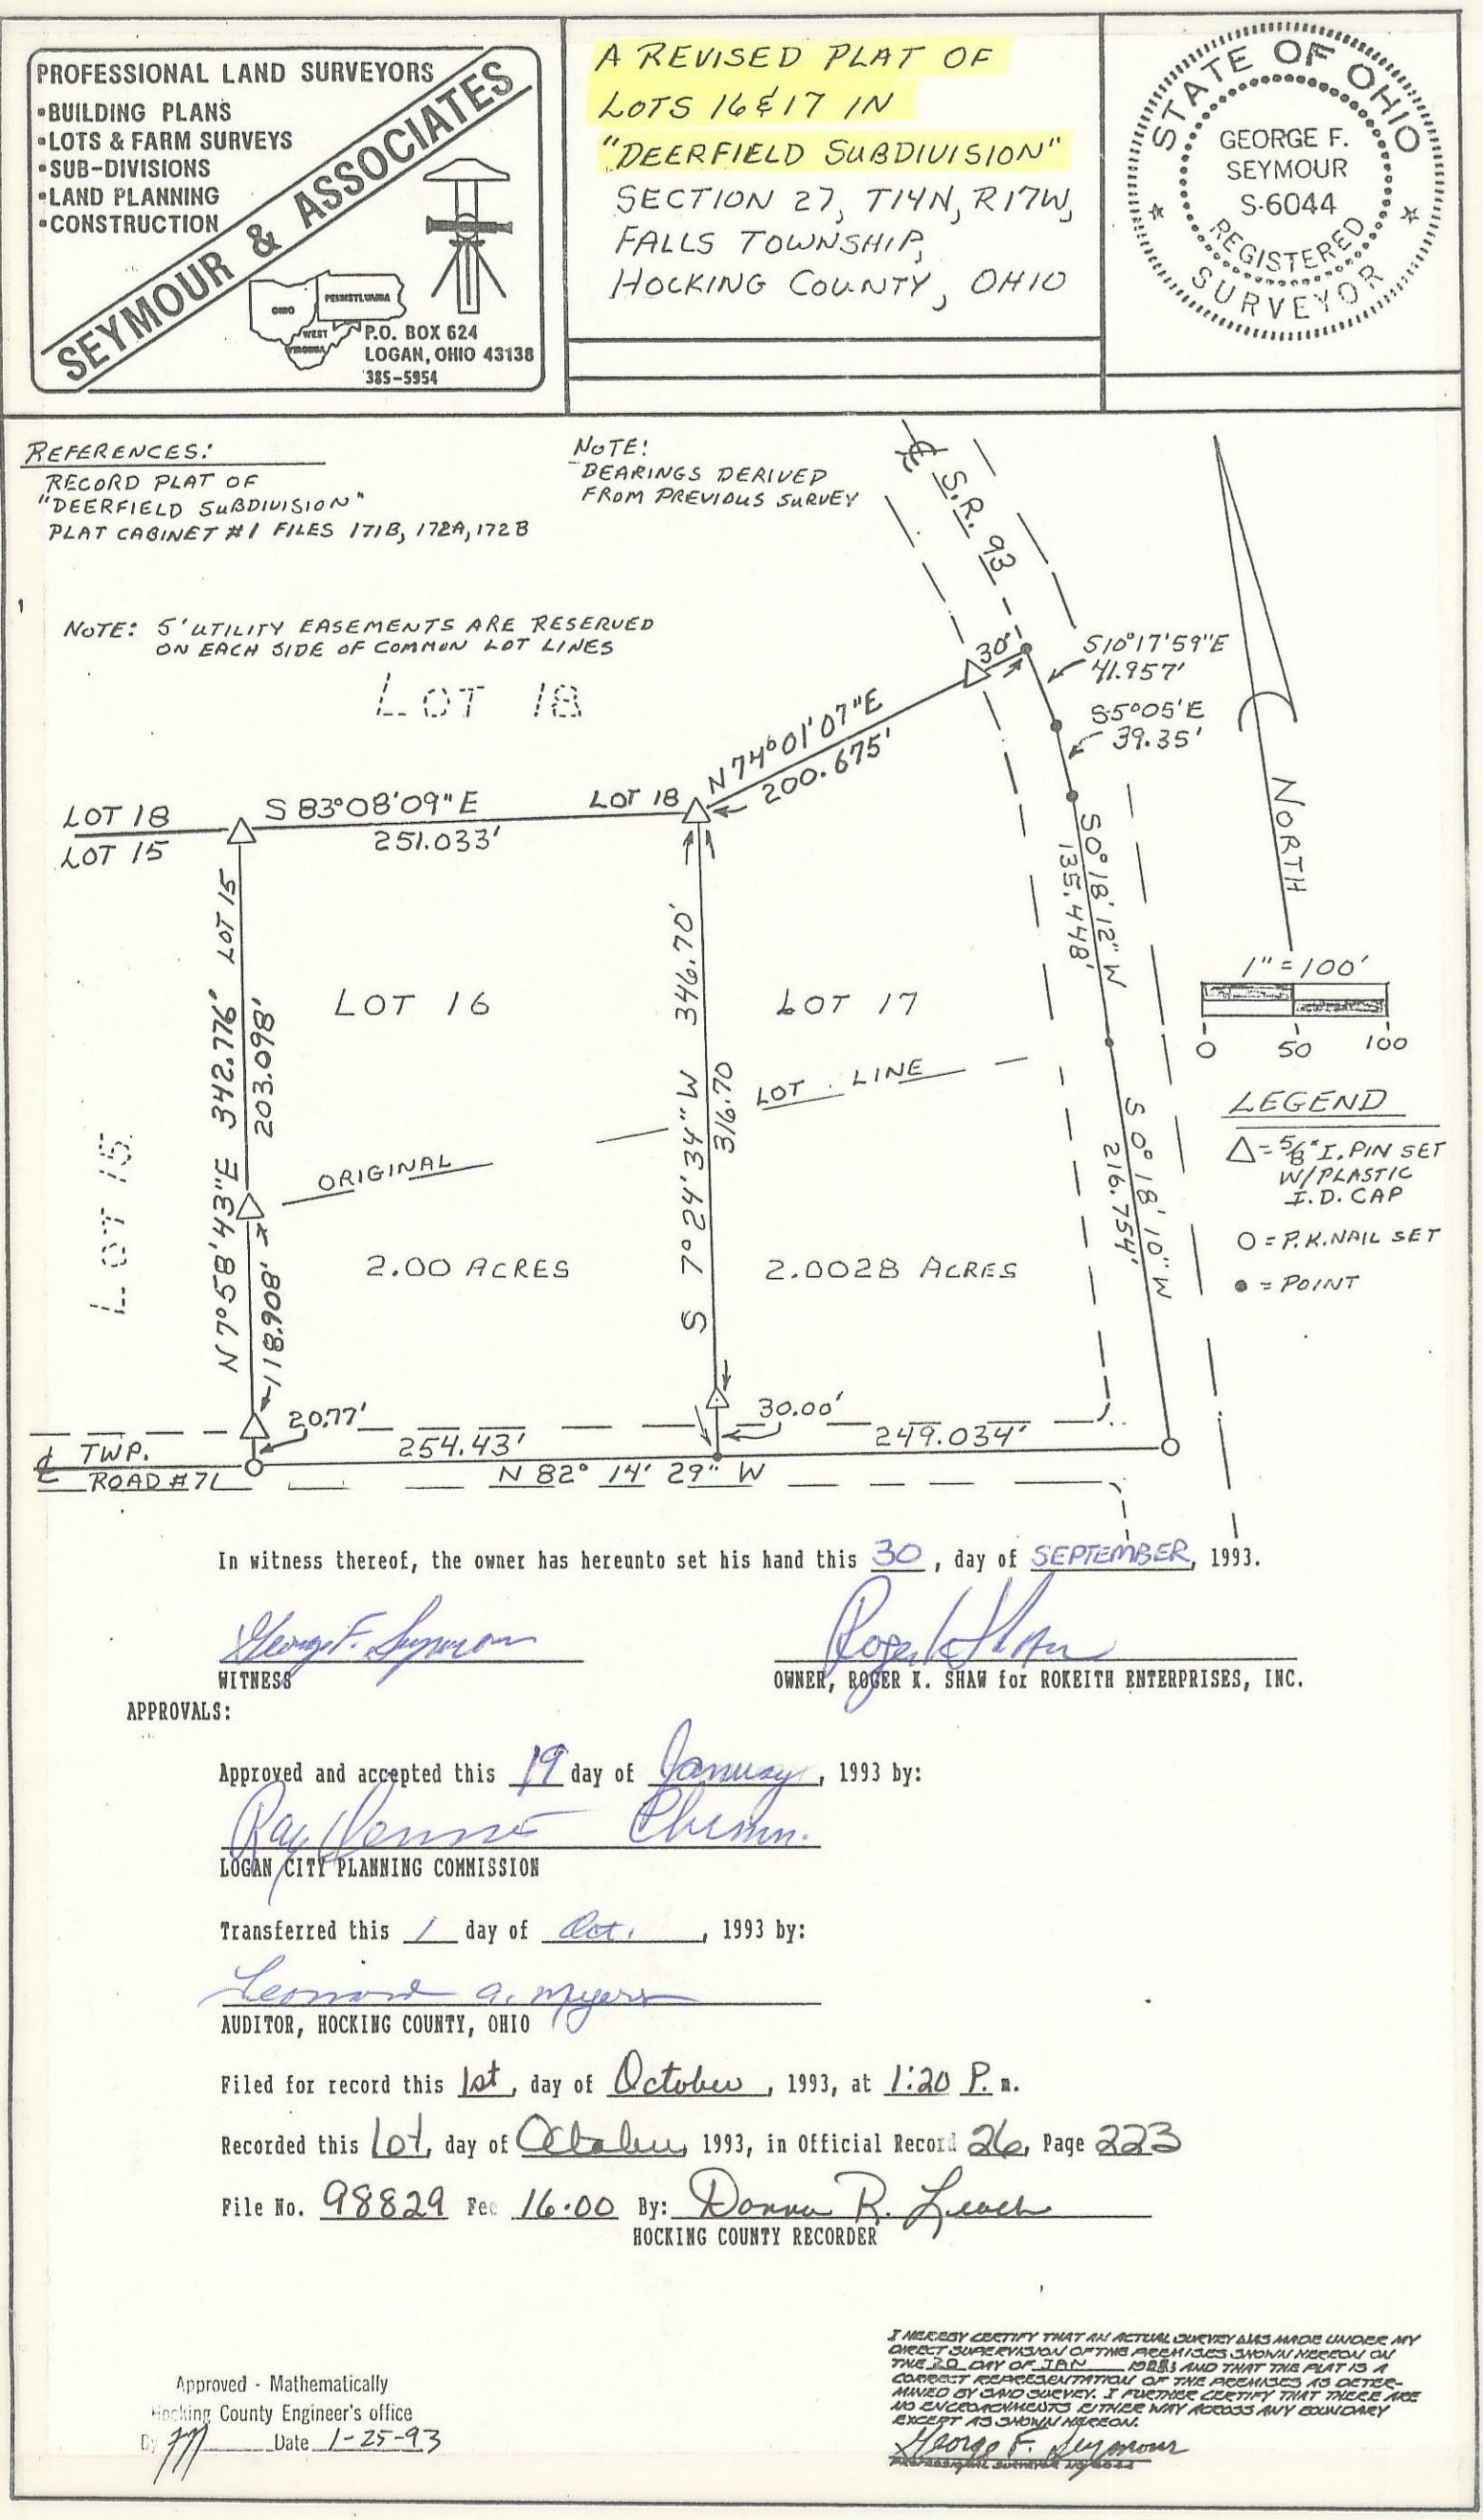 PROFESSIONAL LAND SURVEYORS
•BUILDING PLANS
•LOTS & FARM SURVEYS
•SUB-DIVISIONS
•LAND PLANNING
•CONSTRUCTION
SEYMOUR & ASSOCIATES
OHIO
PENNSYLVANIA
WEST
VIRGINIA
P.O. BOX 624
LOGAN, OHIO 43138
385-5954
A REVISED PLAT OF
LOTS 16 & 17 IN
"DEERFIELD SUBDIVISION"
SECTION 27, T14N, R17W,
FALLS TOWNSHIP,
HOCKING COUNTY, OHIO
STATE OF OHIO
GEORGE F.
SEYMOUR
S-6044
REGISTERED
SURVEYOR
REFERENCES:
RECORD PLAT OF
"DEERFIELD SUBDIVISION"
PLAT CABINET #1 FILES 171B, 172A, 172B
NOTE:
BEARINGS DERIVED
FROM PREVIOUS SURVEY
℄ S.R. 93
NOTE: 5' UTILITY EASEMENTS ARE RESERVED
ON EACH SIDE OF COMMON LOT LINES
LOT 18
30'
S10°17'59"E
41.957'
S5°05'E
39.35'
N74°01'07"E
200.675'
LOT 18
LOT 15
S83°08'09"E
251.033'
LOT 18
S0°18'12"W
135.448'
NORTH
N7°58'43"E 342.776' LOT 15
203.098'
118.908'
LOT 16
S 7°24'34"W 346.70'
316.70
LOT 17
1"=100'
0 50 100
LOT LINE
ORIGINAL
LOT 15
2.00 ACRES
2.0028 ACRES
S 0°18'10"W
216.754'
LEGEND
△=5/8" I. PIN SET
W/PLASTIC
I.D. CAP
O=P.K. NAIL SET
●=POINT
20.77'
30.00'
254.43'
249.034'
℄ TWP.
ROAD #71
N 82° 14' 29" W
In witness thereof, the owner has hereunto set his hand this 30, day of SEPTEMBER, 1993.
George F. Seymour
WITNESS
OWNER, ROGER K. SHAW for ROKEITH ENTERPRISES, INC.
APPROVALS:
Approved and accepted this 19 day of January, 1993 by:
Ray Chrmn.
LOGAN CITY PLANNING COMMISSION
Transferred this 1 day of Oct., 1993 by:
Leonard A. Myers
AUDITOR, HOCKING COUNTY, OHIO
Filed for record this 1st, day of October, 1993, at 1:20 P. m.
Recorded this 1st, day of October, 1993, in Official Record 26, Page 223
File No. 98829 Fee 16.00 By: Donna R. Leach
HOCKING COUNTY RECORDER
I HEREBY CERTIFY THAT AN ACTUAL SURVEY WAS MADE UNDER MY
DIRECT SUPERVISION OF THE PREMISES SHOWN HEREON ON
THE 20 DAY OF JAN AND THAT THE PLAT IS A
CORRECT REPRESENTATION OF THE PREMISES AS DETER-
MINED BY SAID SURVEY. I FURTHER CERTIFY THAT THERE ARE
NO ENCROACHMENTS EITHER WAY ACROSS ANY BOUNDARY
EXCEPT AS SHOWN HEREON.
George F. Seymour
PROFESSIONAL SURVEYOR NO. 6044
Approved - Mathematically
Hocking County Engineer's office
By Date 1-25-93